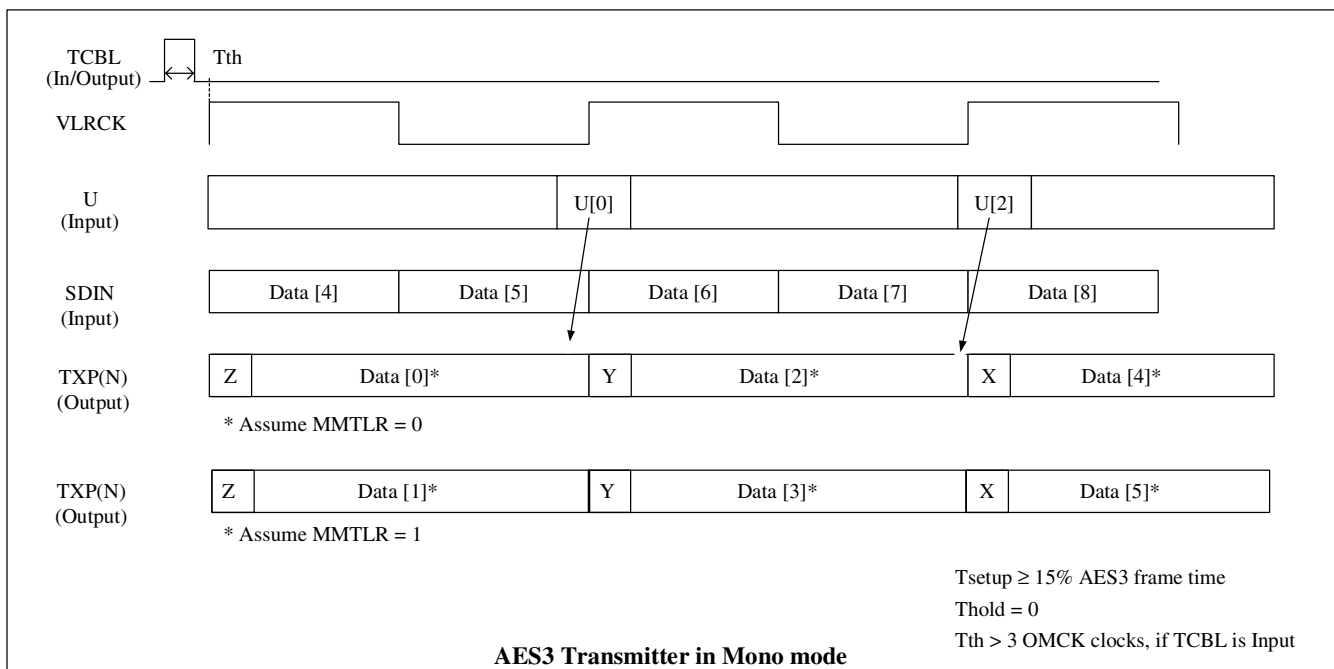 TCBL
(In/Output)
Tth
VLRCK
U
(Input)
U[0]
U[2]
SDIN
(Input)
Data [4]
Data [5]
Data [6]
Data [7]
Data [8]
TXP(N)
(Output)
Z
Data [0]*
Y
Data [2]*
X
Data [4]*
* Assume MMTLR = 0
TXP(N)
(Output)
Z
Data [1]*
Y
Data [3]*
X
Data [5]*
* Assume MMTLR = 1
Tsetup ≥ 15% AES3 frame time
Thold = 0
Tth > 3 OMCK clocks, if TCBL is Input
AES3 Transmitter in Mono mode